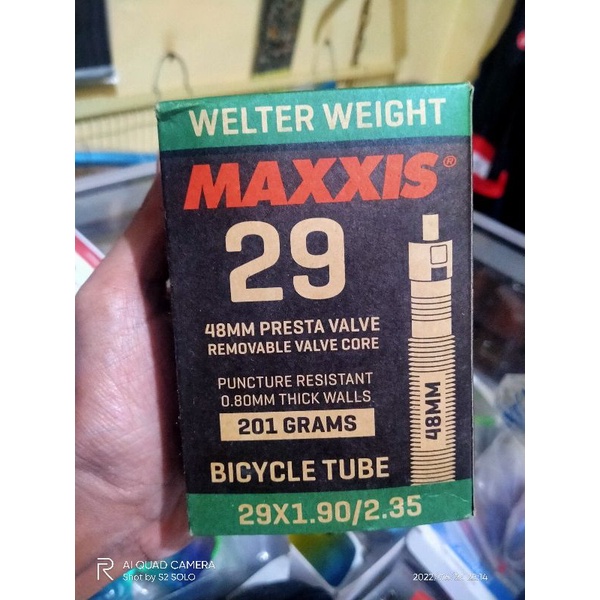 WELTER WEIGHT
MAXXIS®
29
48MM PRESTA VALVE
REMOVABLE VALVE CORE
PUNCTURE RESISTANT
0.80MM THICK WALLS
201 GRAMS
48MM
BICYCLE TUBE
29X1.90/2.35
R AI QUAD CAMERA
Shot by S2 SOLO